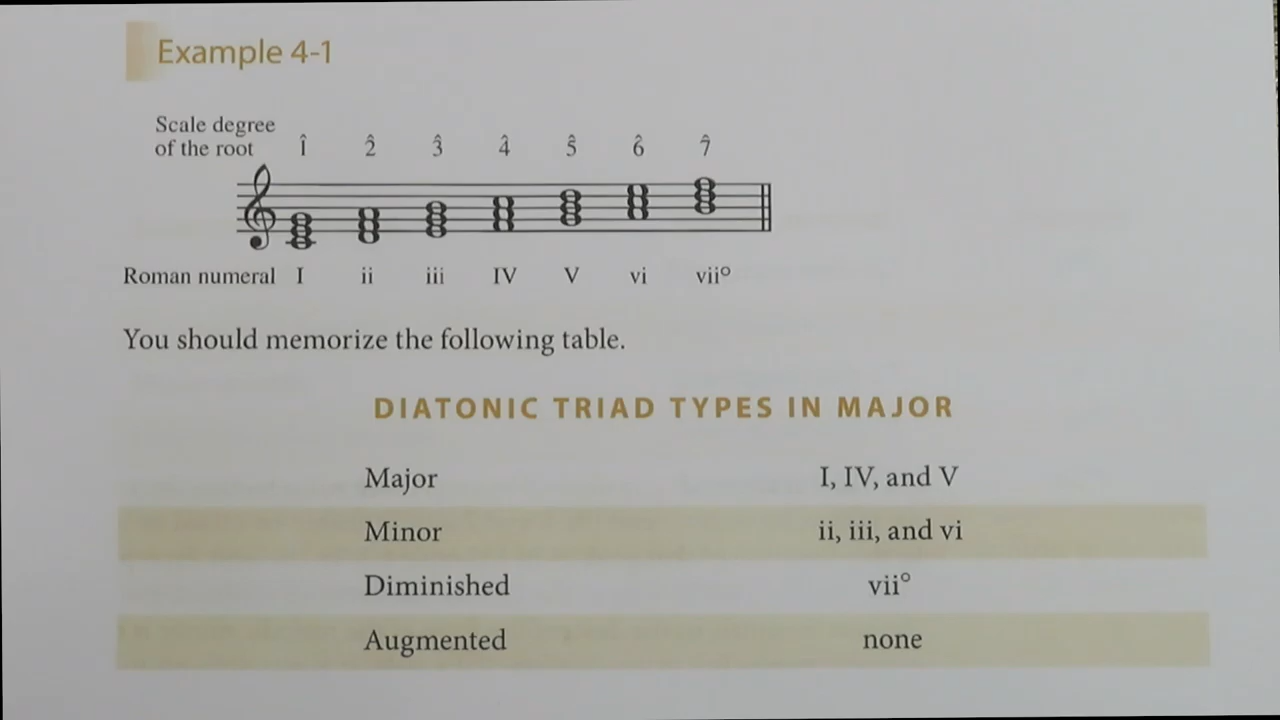 Example 4-1
Scale degree
of the root 1̂ 2̂ 3̂ 4̂ 5̂ 6̂ 7̂
Roman numeral I ii iii IV V vi vii°
You should memorize the following table.
DIATONIC TRIAD TYPES IN MAJOR
Major I, IV, and V
Minor ii, iii, and vi
Diminished vii°
Augmented none